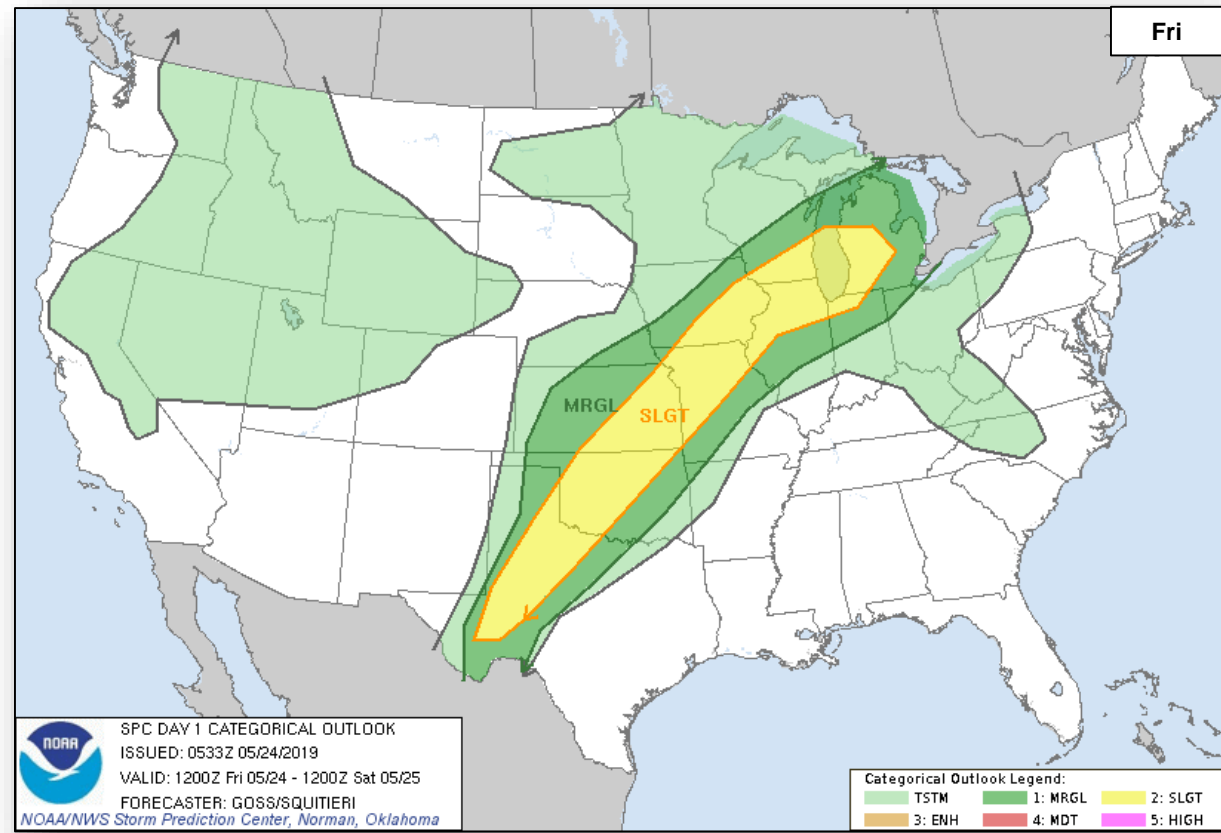 Fri
MRGL
SLGT
NOAA
SPC DAY 1 CATEGORICAL OUTLOOK
ISSUED: 0533Z 05/24/2019
VALID: 1200Z Fri 05/24 - 1200Z Sat 05/25
FORECASTER: GOSS/SQUITIERI
NOAA/NWS Storm Prediction Center, Norman, Oklahoma
Categorical Outlook Legend:
TSTM 1: MRGL 2: SLGT
3: ENH 4: MDT 5: HIGH